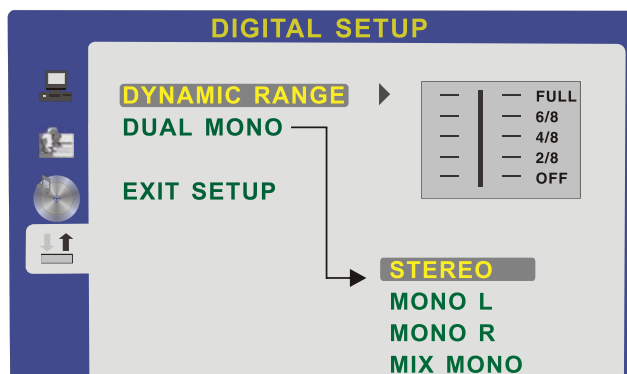 DIGITAL SETUP
DYNAMIC RANGE
DUAL MONO
EXIT SETUP
FULL
6/8
4/8
2/8
OFF
STEREO
MONO L
MONO R
MIX MONO